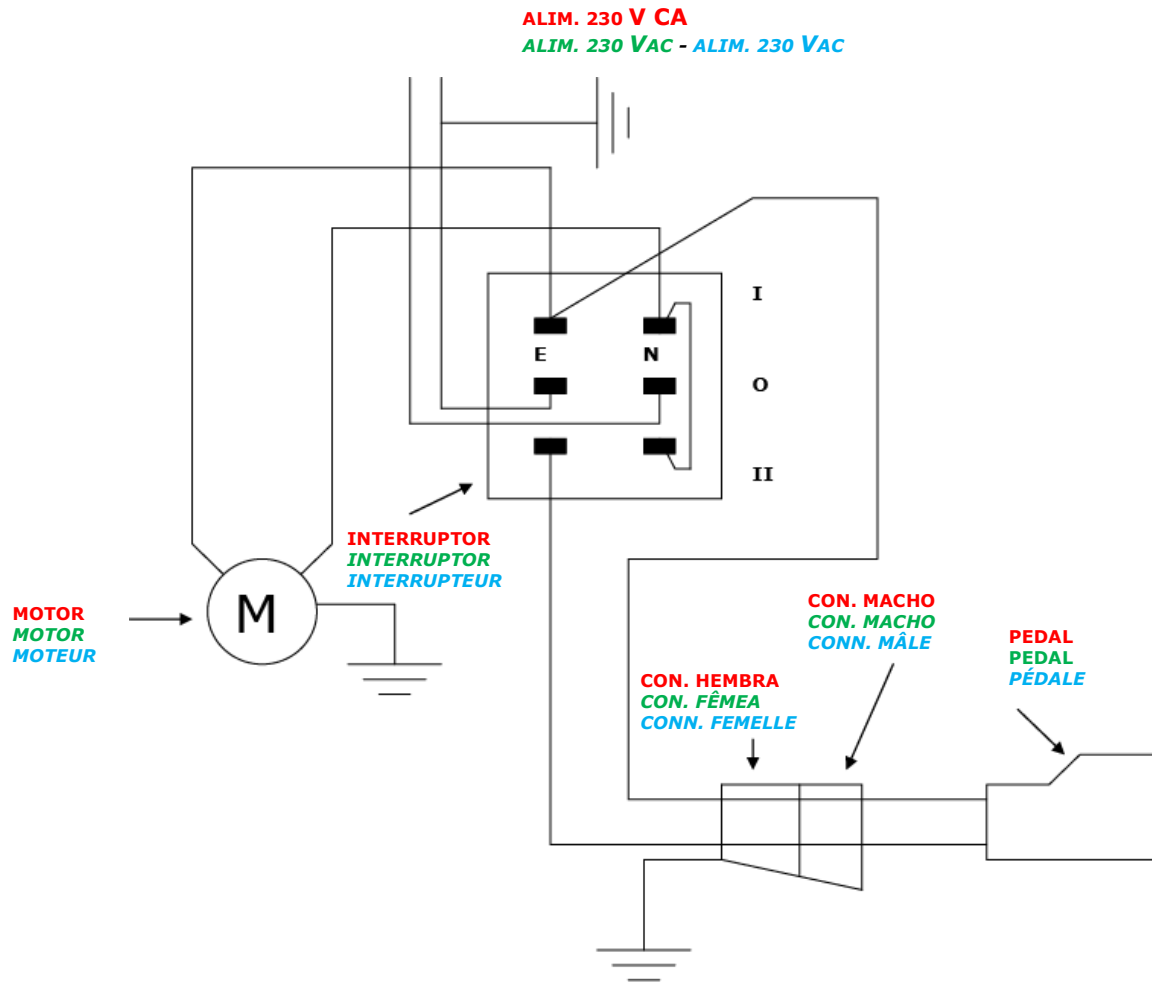 ALIM. 230 V CA
ALIM. 230 VAC - ALIM. 230 VAC
I
E
N
O
II
INTERRUPTOR
INTERRUPTOR
INTERRUPTEUR
MOTOR
MOTOR
MOTEUR
M
CON. MACHO
CON. MACHO
CONN. MÂLE
CON. HEMBRA
CON. FÊMEA
CONN. FEMELLE
PEDAL
PEDAL
PÉDALE